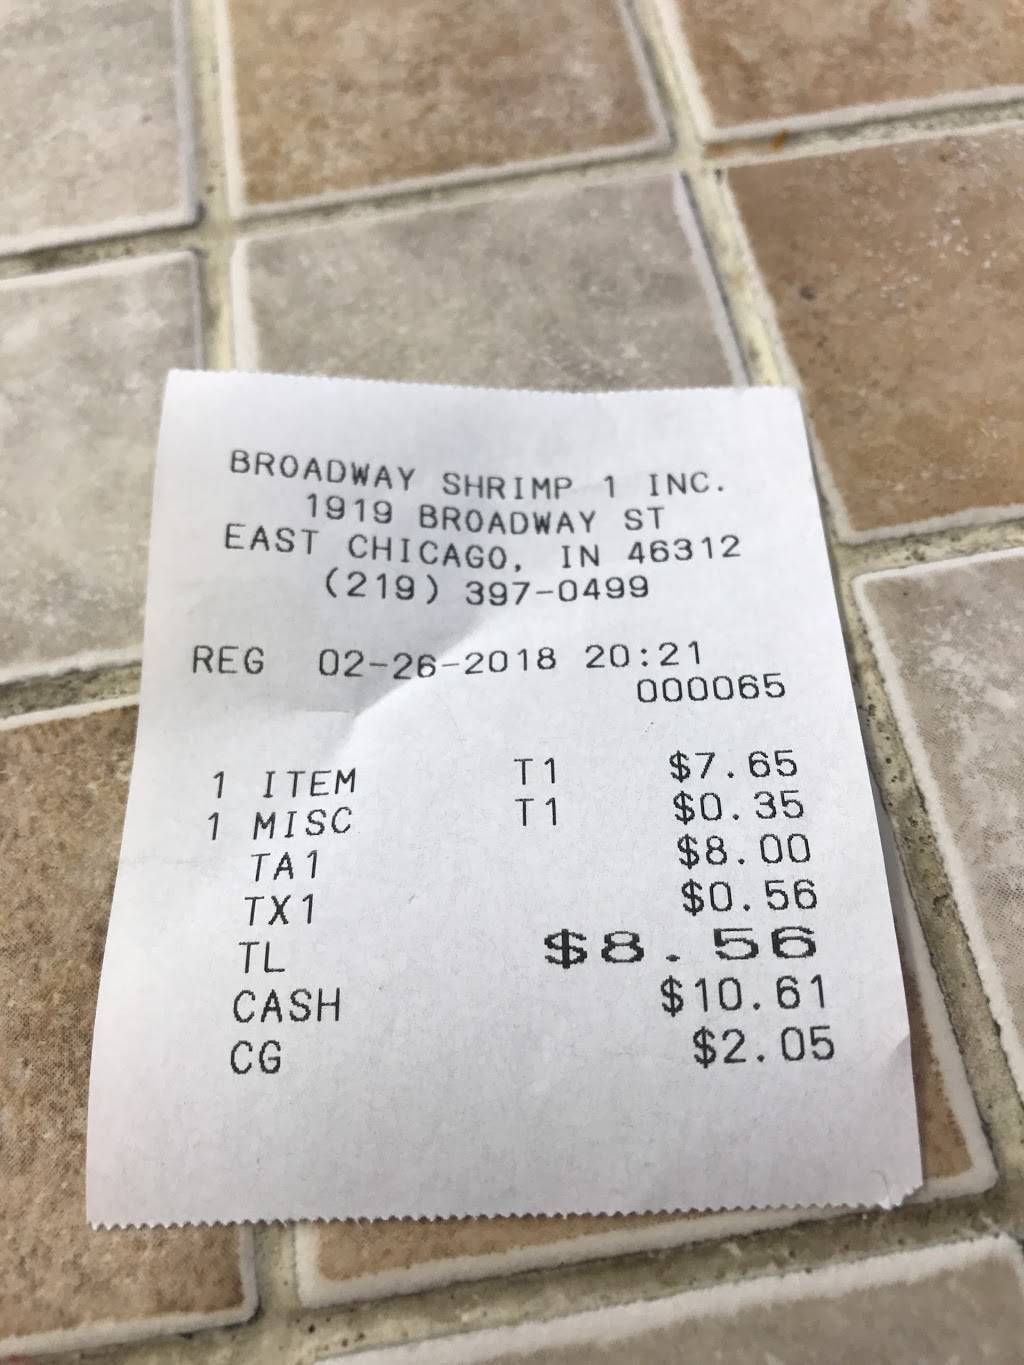 BROADWAY SHRIMP 1 INC.
1919 BROADWAY ST
EAST CHICAGO, IN 46312
(219) 397-0499
REG 02-26-2018 20:21
000065
1 ITEM T1 $7.65
1 MISC T1 $0.35
TA1 $8.00
TX1 $0.56
TL $8.56
CASH $10.61
CG $2.05